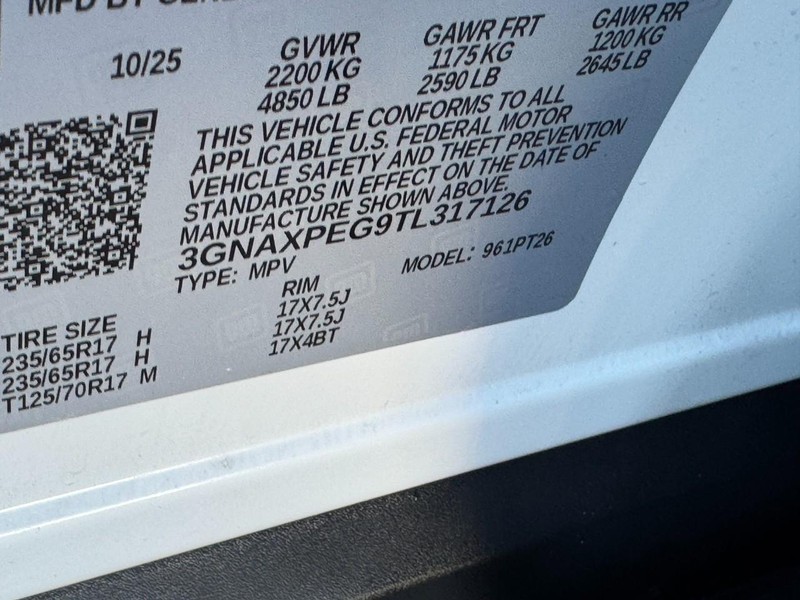 MFD BY
10/25
GVWR
2200 KG
4850 LB
GAWR FRT
1175 KG
2590 LB
GAWR RR
1200 KG
2645 LB
THIS VEHICLE CONFORMS TO ALL
APPLICABLE U.S. FEDERAL MOTOR
VEHICLE SAFETY AND THEFT PREVENTION
STANDARDS IN EFFECT ON THE DATE OF
MANUFACTURE SHOWN ABOVE.
3GNAXPEG9TL317126
TYPE: MPV
MODEL: 961PT26
TIRE SIZE
235/65R17 H
235/65R17 H
T125/70R17 M
RIM
17X7.5J
17X7.5J
17X4BT